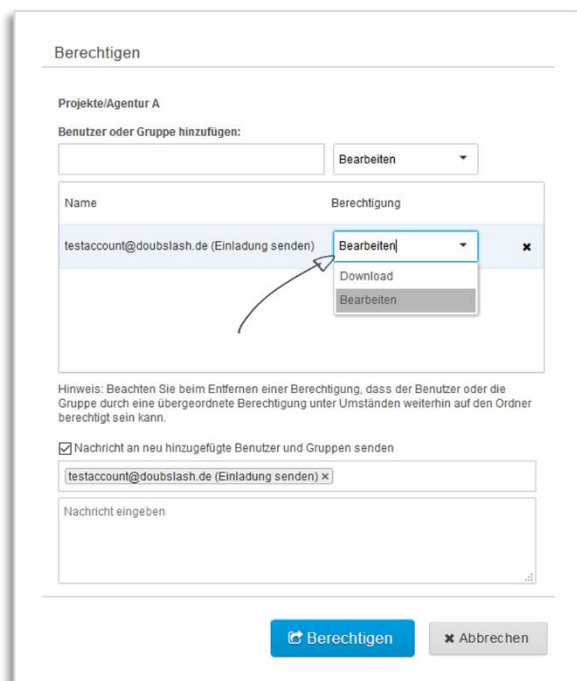 Berechtigen
Projekte/Agentur A
Benutzer oder Gruppe hinzufügen:
Bearbeiten
Name Berechtigung
testaccount@doubslash.de (Einladung senden) Bearbeiten ✖
Download
Bearbeiten
Hinweis: Beachten Sie beim Entfernen einer Berechtigung, dass der Benutzer oder die
Gruppe durch eine übergeordnete Berechtigung unter Umständen weiterhin auf den Ordner
berechtigt sein kann.
Nachricht an neu hinzugefügte Benutzer und Gruppen senden
testaccount@doubslash.de (Einladung senden) ×
Nachricht eingeben
Berechtigen ✖ Abbrechen